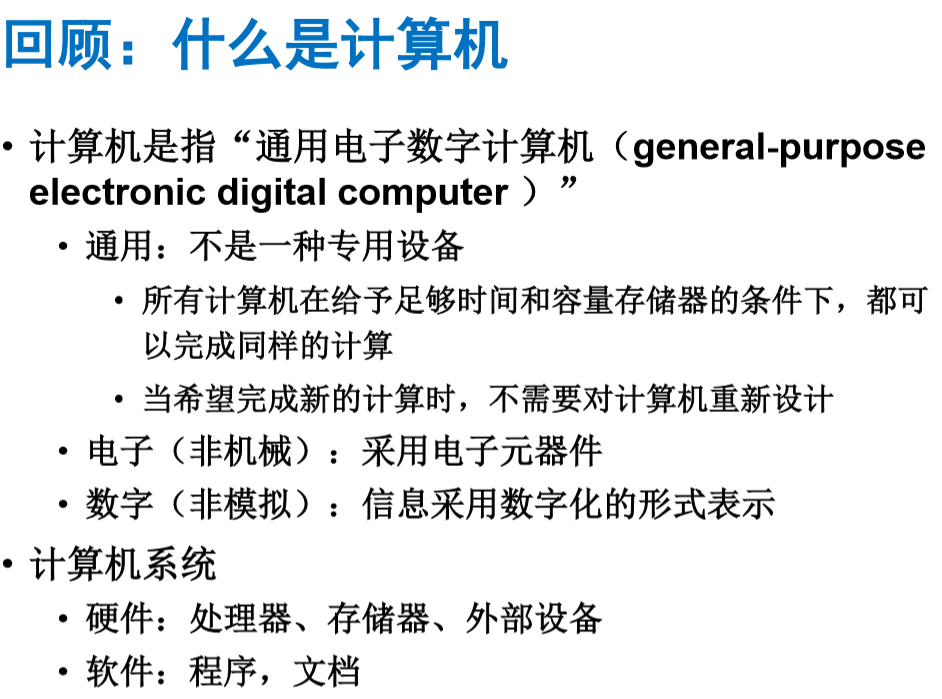 回顾：什么是计算机
• 计算机是指“通用电子数字计算机（general-purpose
electronic digital computer ）”
• 通用：不是一种专用设备
• 所有计算机在给予足够时间和容量存储器的条件下，都可
以完成同样的计算
• 当希望完成新的计算时，不需要对计算机重新设计
• 电子（非机械）：采用电子元器件
• 数字（非模拟）：信息采用数字化的形式表示
• 计算机系统
• 硬件：处理器、存储器、外部设备
• 软件：程序，文档